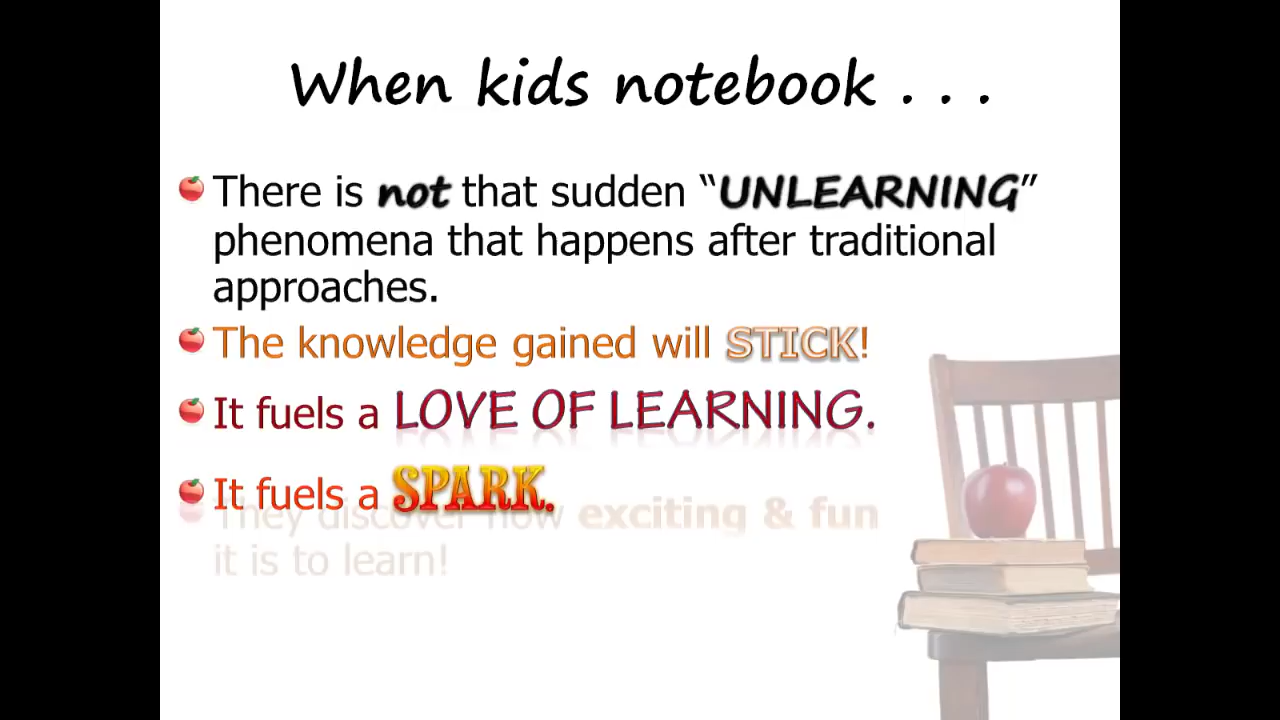 When kids notebook . . .
There is not that sudden “UNLEARNING”
phenomena that happens after traditional
approaches.
The knowledge gained will STICK!
It fuels a LOVE OF LEARNING.
It fuels a SPARK.
They discover how exciting & fun
it is to learn!